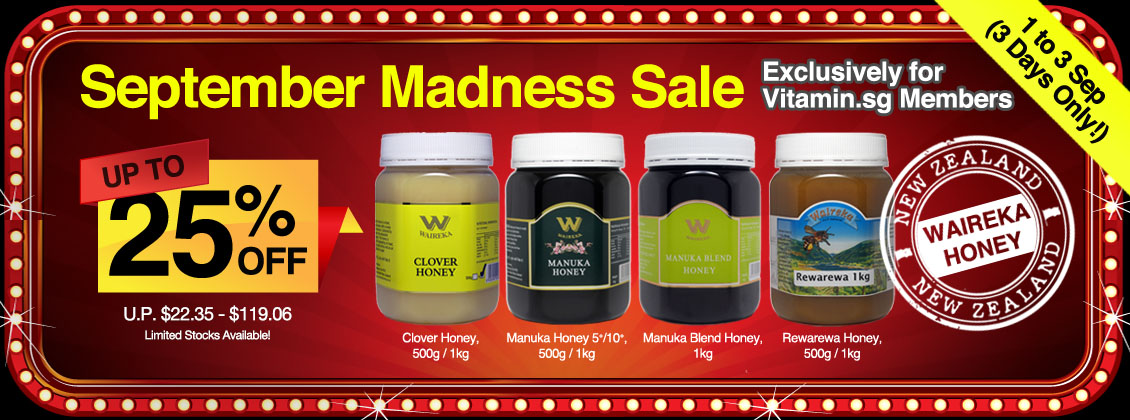 September Madness Sale
Exclusively for
Vitamin.sg Members
1 to 3 Sep
(3 Days Only!)
UP TO
25%
OFF
U.P. $22.35 - $119.06
Limited Stocks Available!
W
WAIREKA
CLOVER
HONEY
W
WAIREKA
MANUKA
HONEY
W
WAIREKA
MANUKA BLEND
HONEY
Waireka
Rewarewa 1kg
NEW ZEALAND
WAIREKA
HONEY
NEW ZEALAND
Clover Honey,
500g / 1kg
Manuka Honey 5⁺/10⁺,
500g / 1kg
Manuka Blend Honey,
1kg
Rewarewa Honey,
500g / 1kg